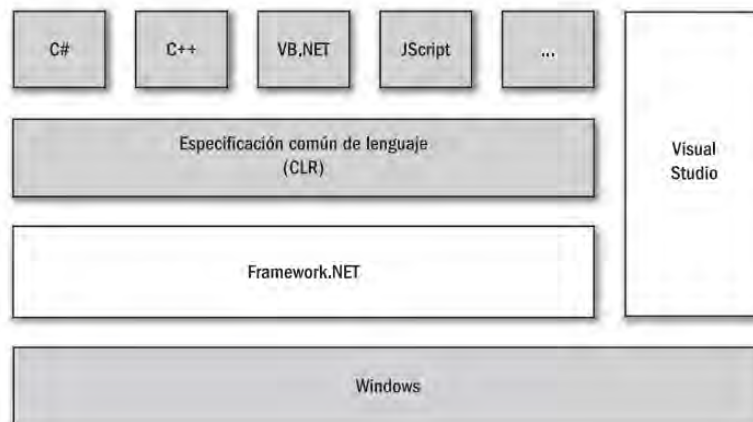 C#
C++
VB.NET
JScript
...
Especificación común de lenguaje
(CLR)
Visual
Studio
Framework.NET
Windows